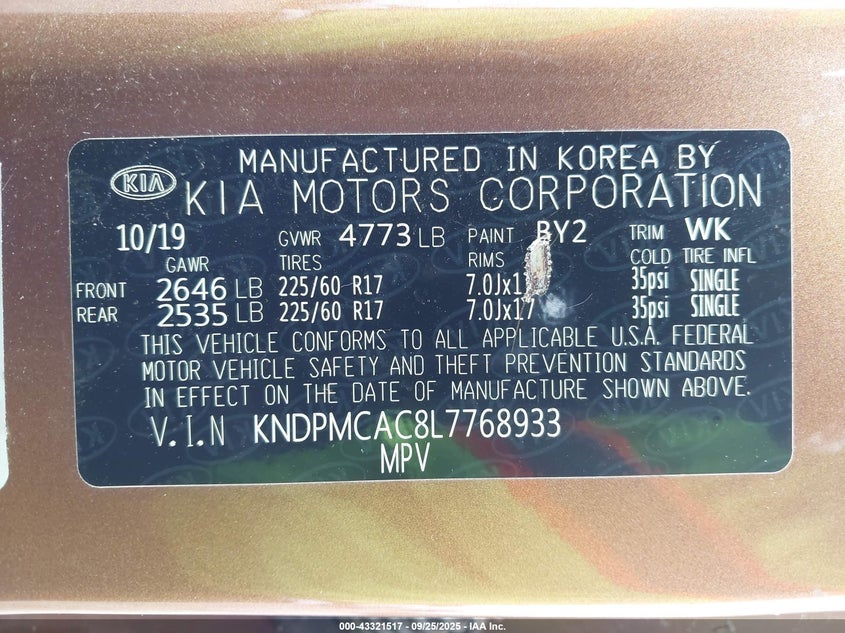 MANUFACTURED IN KOREA BY
KIA KIA MOTORS CORPORATION
10/19 GVWR 4773 LB PAINT BY2 TRIM WK
GAWR TIRES RIMS COLD TIRE INFL
FRONT 2646 LB 225/60 R17 7.0Jx17 35psi SINGLE
REAR 2535 LB 225/60 R17 7.0Jx17 35psi SINGLE
THIS VEHICLE CONFORMS TO ALL APPLICABLE U.S.A. FEDERAL
MOTOR VEHICLE SAFETY AND THEFT PREVENTION STANDARDS
IN EFFECT ON THE DATE OF MANUFACTURE SHOWN ABOVE.
V.I.N KNDPMCAC8L7768933
MPV
000-43321517 - 09/25/2025 - IAA Inc.